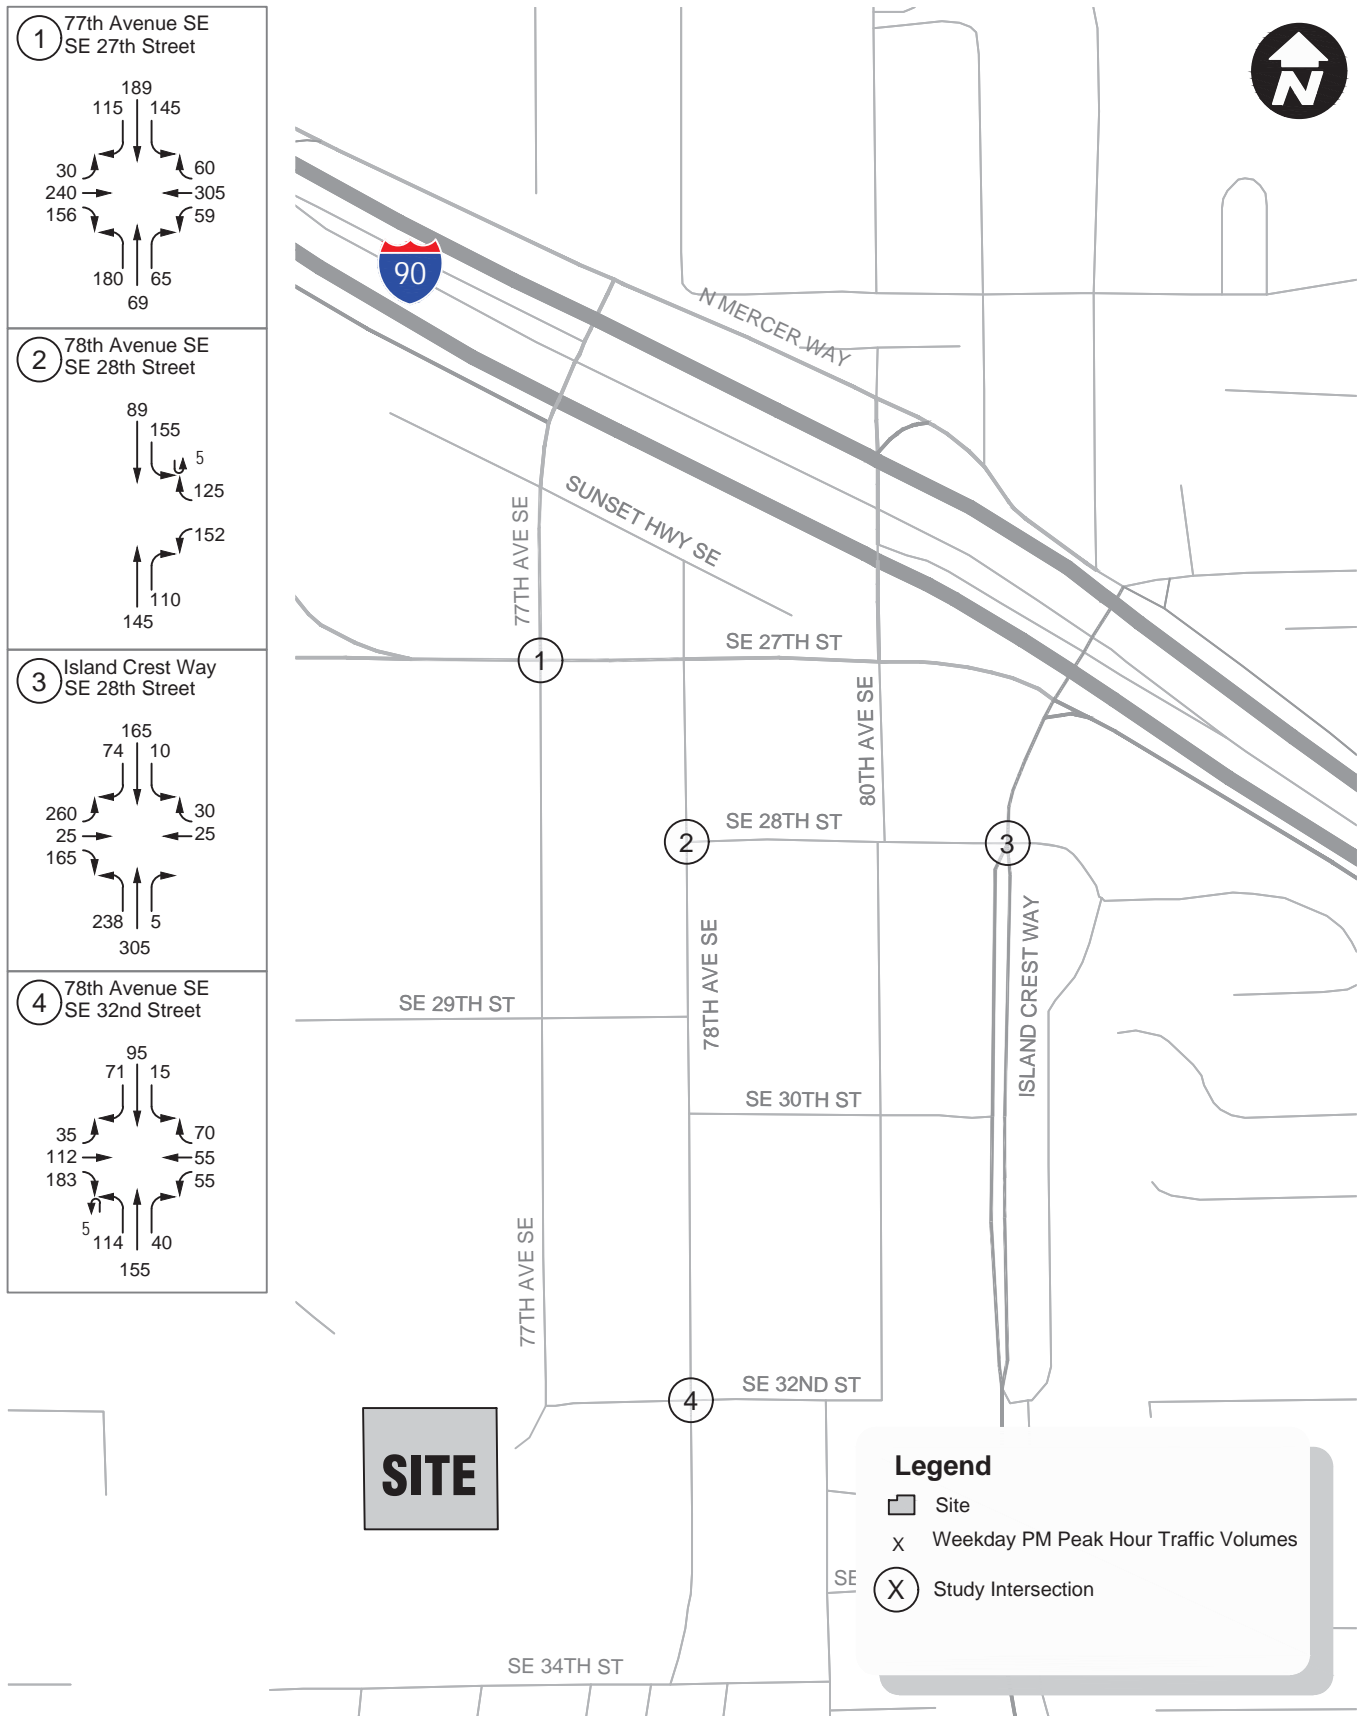 1
77th Avenue SE
SE 27th Street
189
115
145
30
60
240
305
156
59
180
65
69
2
78th Avenue SE
SE 28th Street
89
155
5
125
152
110
145
3
Island Crest Way
SE 28th Street
165
74
10
260
30
25
25
165
238
5
305
4
78th Avenue SE
SE 32nd Street
95
71
15
35
70
112
55
183
55
5
114
40
155
N
90
N MERCER WAY
SUNSET HWY SE
77TH AVE SE
SE 27TH ST
1
80TH AVE SE
SE 28TH ST
2
3
78TH AVE SE
ISLAND CREST WAY
SE 29TH ST
SE 30TH ST
77TH AVE SE
SE 32ND ST
4
SITE
SE
SE 34TH ST
Legend
Site
X Weekday PM Peak Hour Traffic Volumes
X Study Intersection